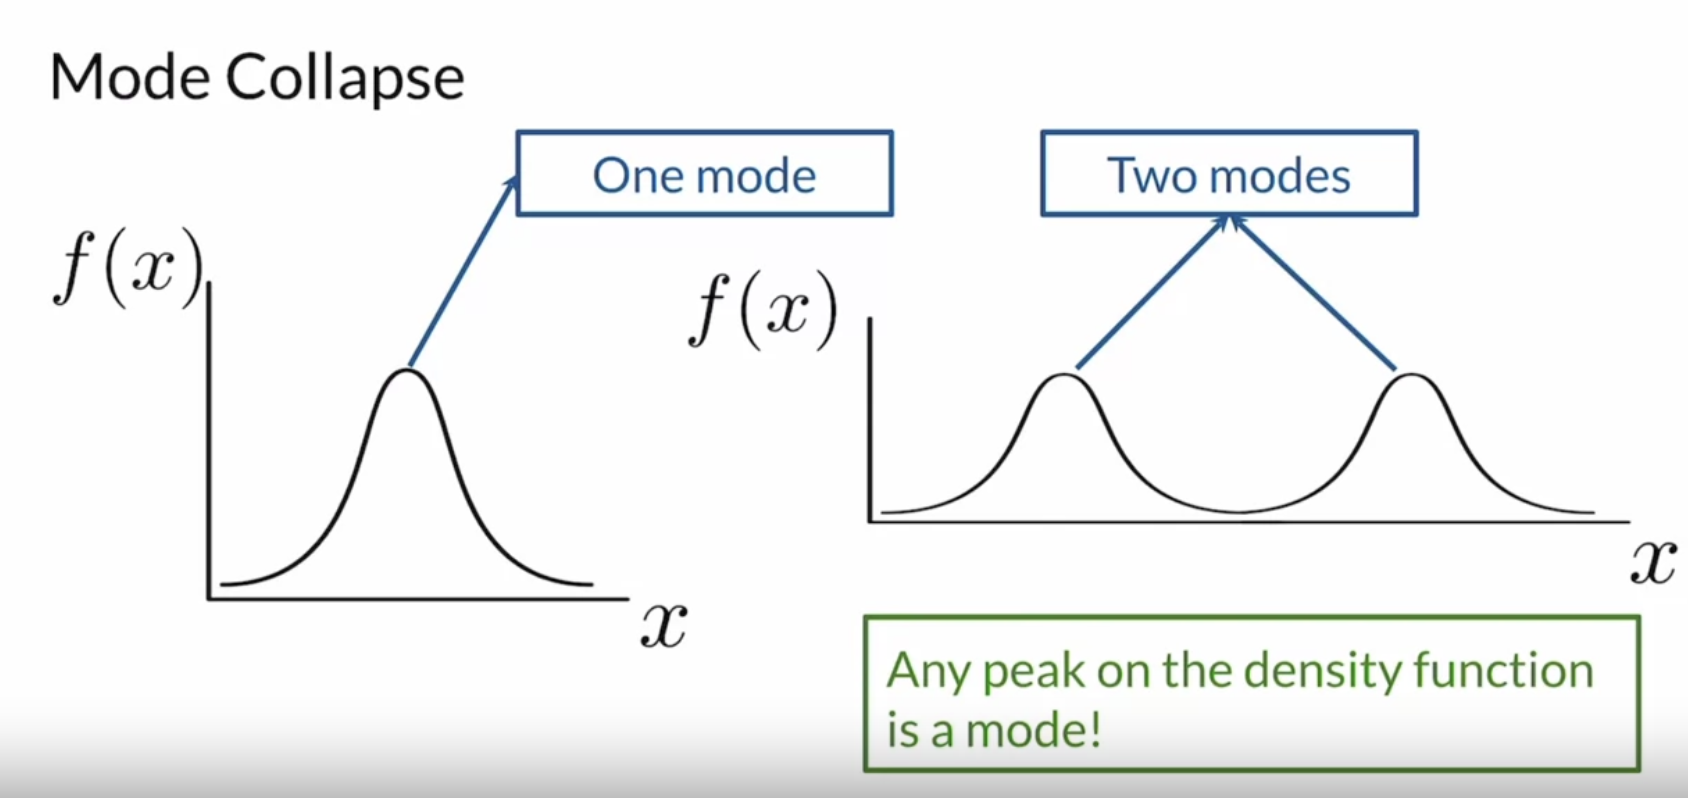 Mode Collapse
One mode
Two modes
f(x)
f(x)
x
x
Any peak on the density function
is a mode!